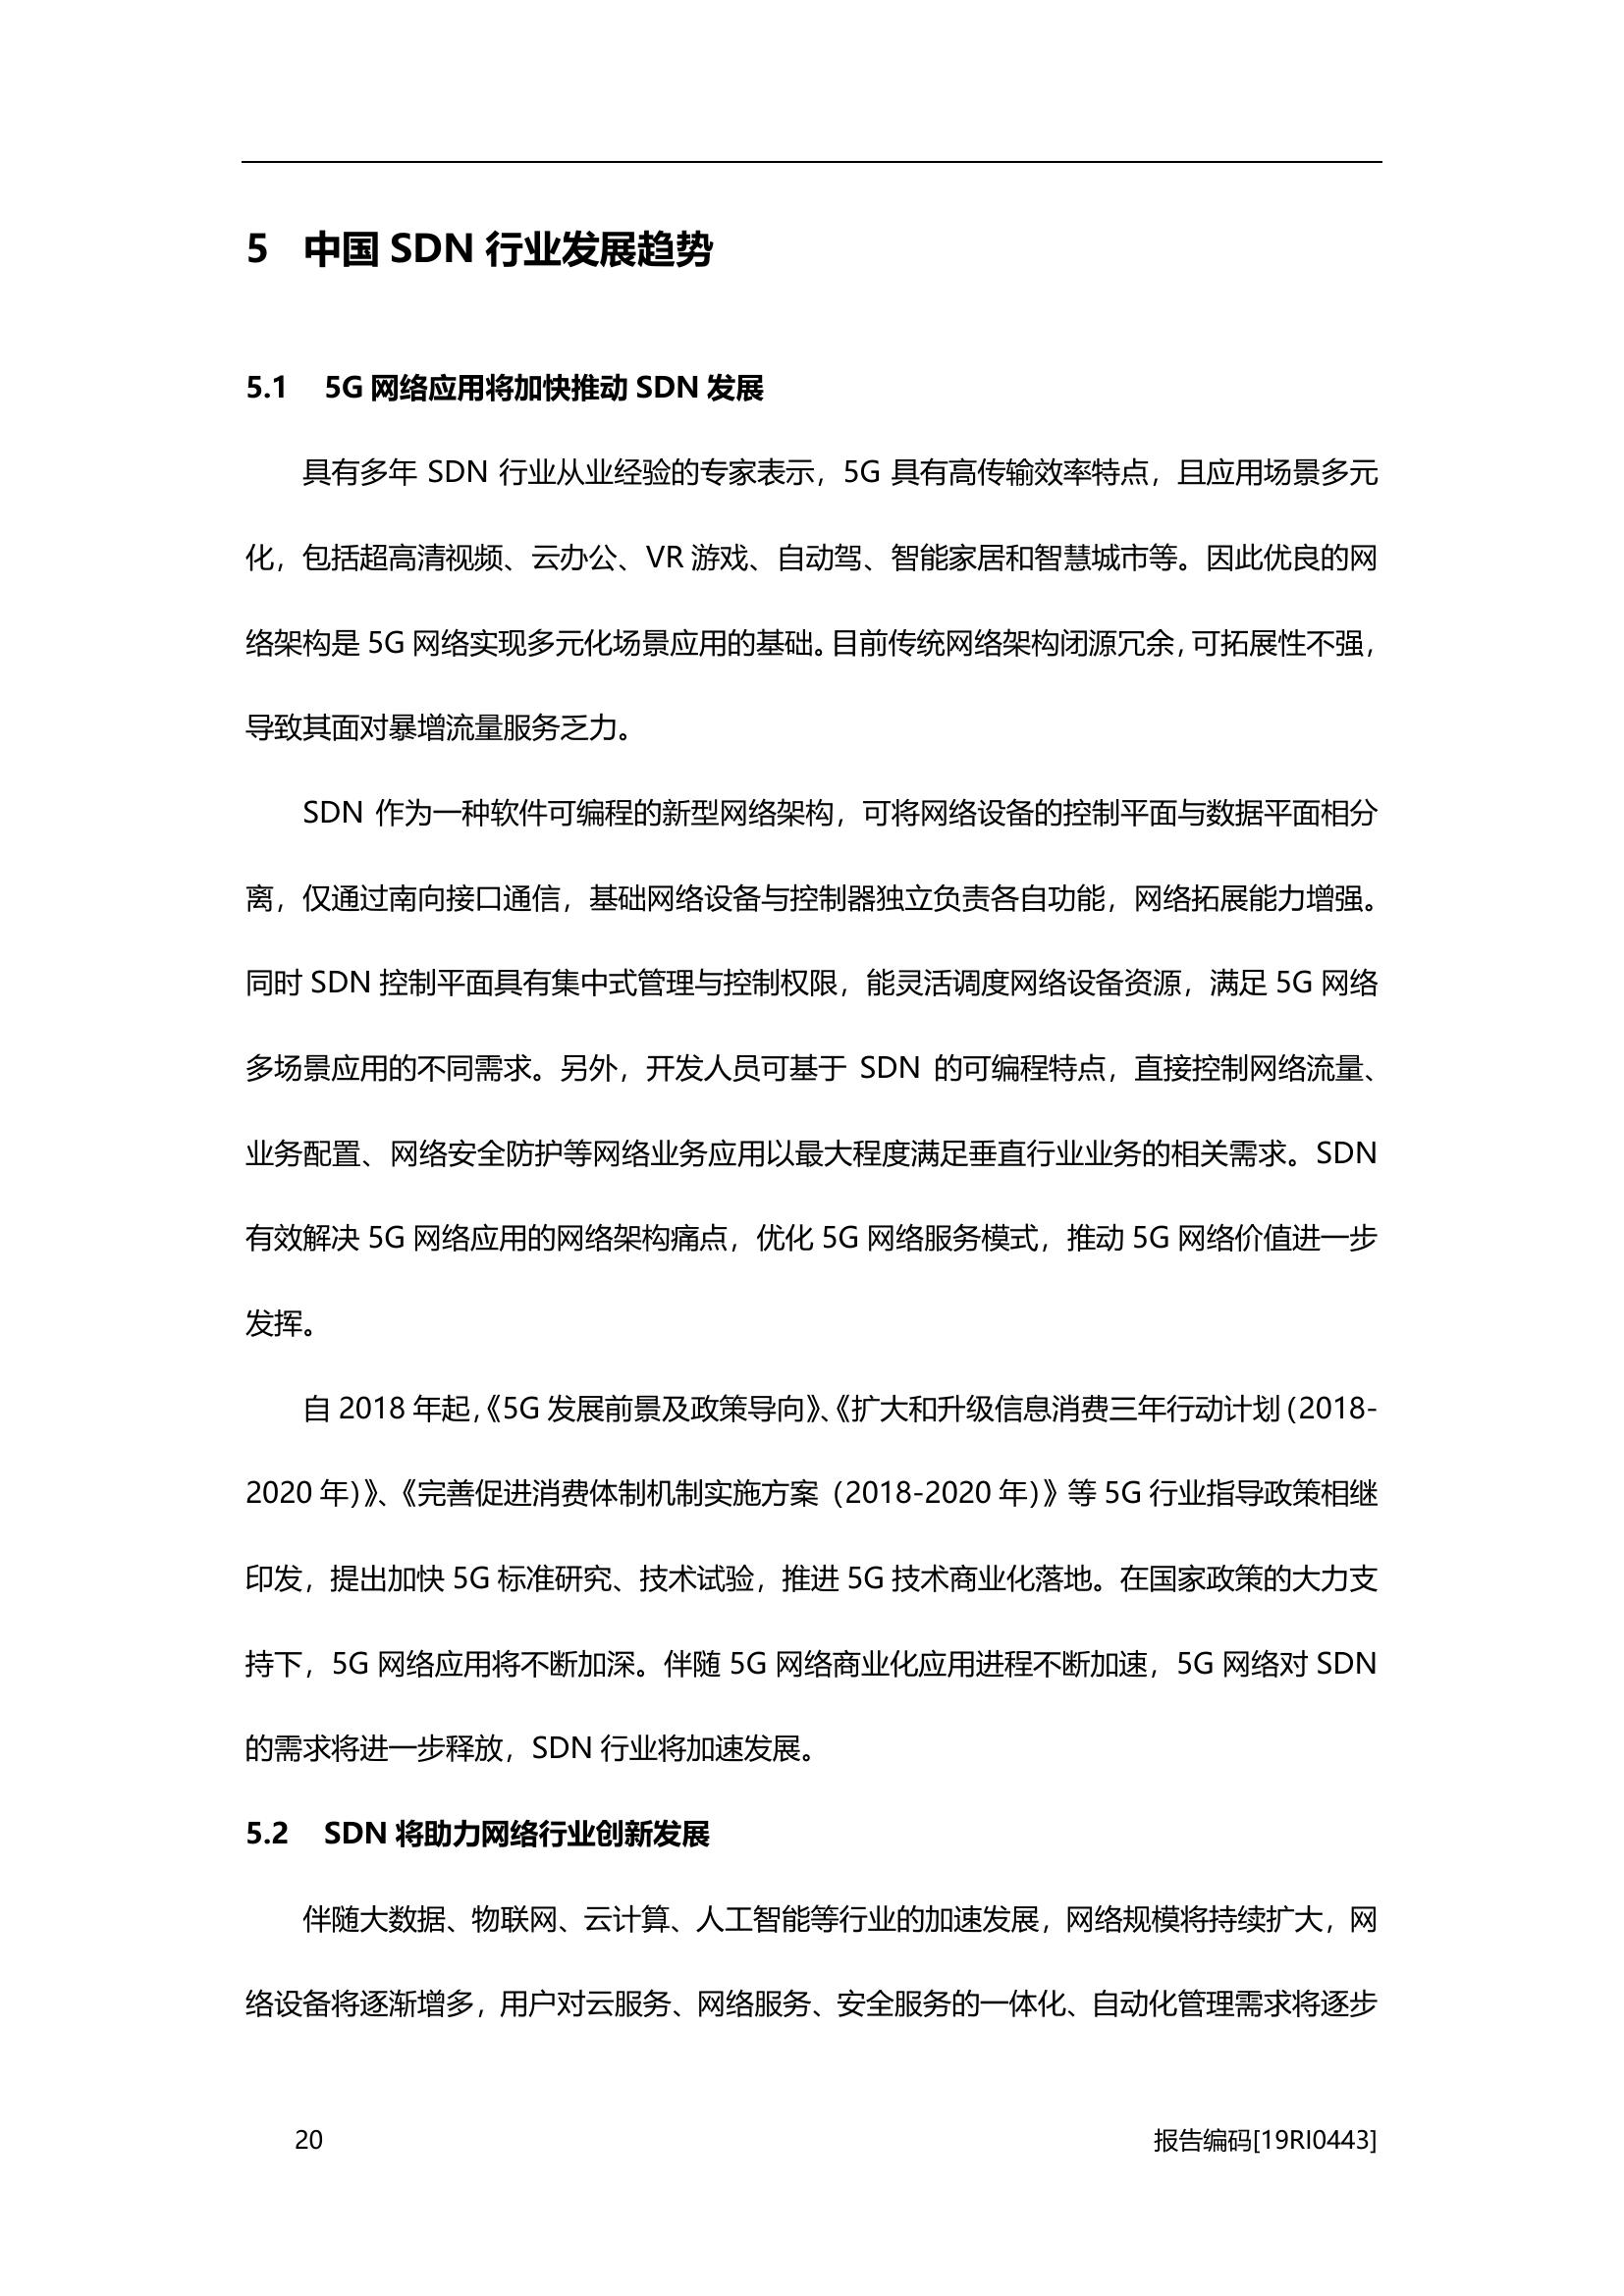 5 中国 SDN 行业发展趋势
5.1 5G 网络应用将加快推动 SDN 发展
具有多年 SDN 行业从业经验的专家表示，5G 具有高传输效率特点，且应用场景多元
化，包括超高清视频、云办公、VR 游戏、自动驾、智能家居和智慧城市等。因此优良的网
络架构是 5G 网络实现多元化场景应用的基础。目前传统网络架构闭源冗余，可拓展性不强，
导致其面对暴增流量服务乏力。
SDN 作为一种软件可编程的新型网络架构，可将网络设备的控制平面与数据平面相分
离，仅通过南向接口通信，基础网络设备与控制器独立负责各自功能，网络拓展能力增强。
同时 SDN 控制平面具有集中式管理与控制权限，能灵活调度网络设备资源，满足 5G 网络
多场景应用的不同需求。另外，开发人员可基于 SDN 的可编程特点，直接控制网络流量、
业务配置、网络安全防护等网络业务应用以最大程度满足垂直行业业务的相关需求。SDN
有效解决 5G 网络应用的网络架构痛点，优化 5G 网络服务模式，推动 5G 网络价值进一步
发挥。
自 2018 年起，《5G 发展前景及政策导向》、《扩大和升级信息消费三年行动计划（2018-
2020 年）》、《完善促进消费体制机制实施方案（2018-2020 年）》等 5G 行业指导政策相继
印发，提出加快 5G 标准研究、技术试验，推进 5G 技术商业化落地。在国家政策的大力支
持下，5G 网络应用将不断加深。伴随 5G 网络商业化应用进程不断加速，5G 网络对 SDN
的需求将进一步释放，SDN 行业将加速发展。
5.2 SDN 将助力网络行业创新发展
伴随大数据、物联网、云计算、人工智能等行业的加速发展，网络规模将持续扩大，网
络设备将逐渐增多，用户对云服务、网络服务、安全服务的一体化、自动化管理需求将逐步
20 报告编码[19RI0443]